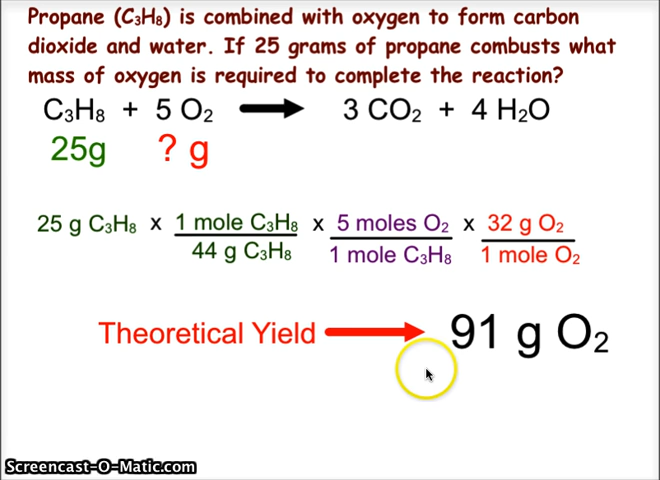 Propane (C₃H₈) is combined with oxygen to form carbon
dioxide and water. If 25 grams of propane combusts what
mass of oxygen is required to complete the reaction?
C₃H₈ + 5 O₂ → 3 CO₂ + 4 H₂O
25g ? g
25 g C₃H₈ x 1 mole C₃H₈ x 5 moles O₂ x 32 g O₂
44 g C₃H₈ 1 mole C₃H₈ 1 mole O₂
Theoretical Yield → 91 g O₂
Screencast-O-Matic.com